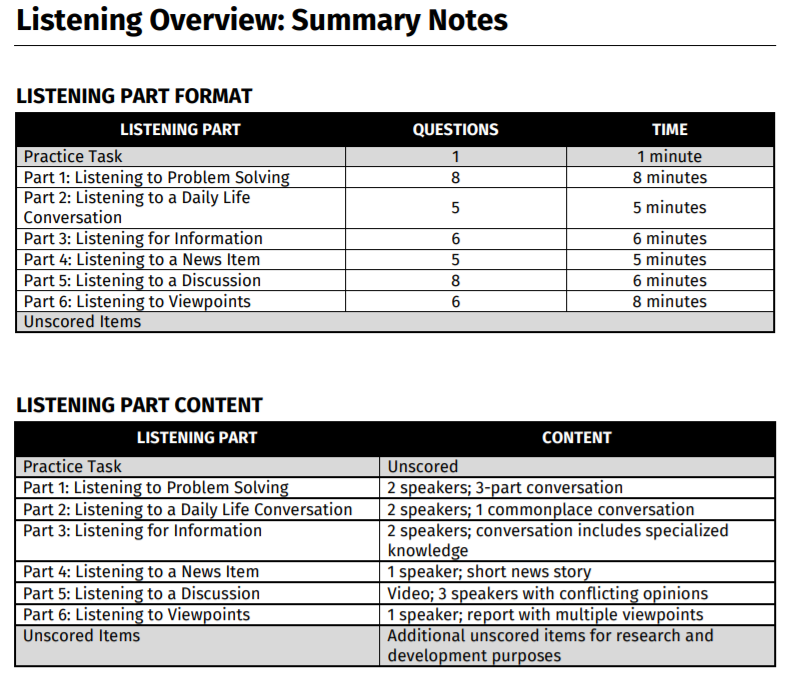 Listening Overview: Summary Notes
LISTENING PART FORMAT
LISTENING PART QUESTIONS TIME
Practice Task 1 1 minute
Part 1: Listening to Problem Solving 8 8 minutes
Part 2: Listening to a Daily Life
Conversation 5 5 minutes
Part 3: Listening for Information 6 6 minutes
Part 4: Listening to a News Item 5 5 minutes
Part 5: Listening to a Discussion 8 6 minutes
Part 6: Listening to Viewpoints 6 8 minutes
Unscored Items
LISTENING PART CONTENT
LISTENING PART CONTENT
Practice Task Unscored
Part 1: Listening to Problem Solving 2 speakers; 3-part conversation
Part 2: Listening to a Daily Life Conversation 2 speakers; 1 commonplace conversation
Part 3: Listening for Information 2 speakers; conversation includes specialized
knowledge
Part 4: Listening to a News Item 1 speaker; short news story
Part 5: Listening to a Discussion Video; 3 speakers with conflicting opinions
Part 6: Listening to Viewpoints 1 speaker; report with multiple viewpoints
Unscored Items Additional unscored items for research and
development purposes